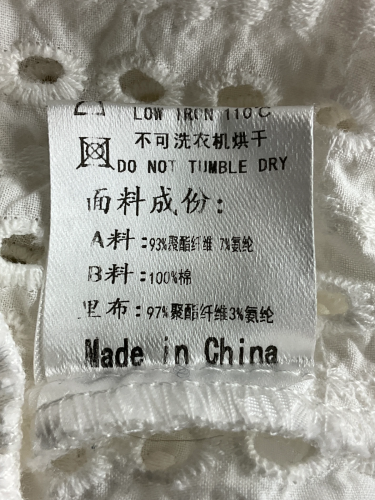 LOW IRON 110℃
不可洗衣机烘干
DO NOT TUMBLE DRY
面料成份:
A料:93%聚酯纤维 7%氨纶
B料:100%棉
里布:97%聚酯纤维3%氨纶
Made in China